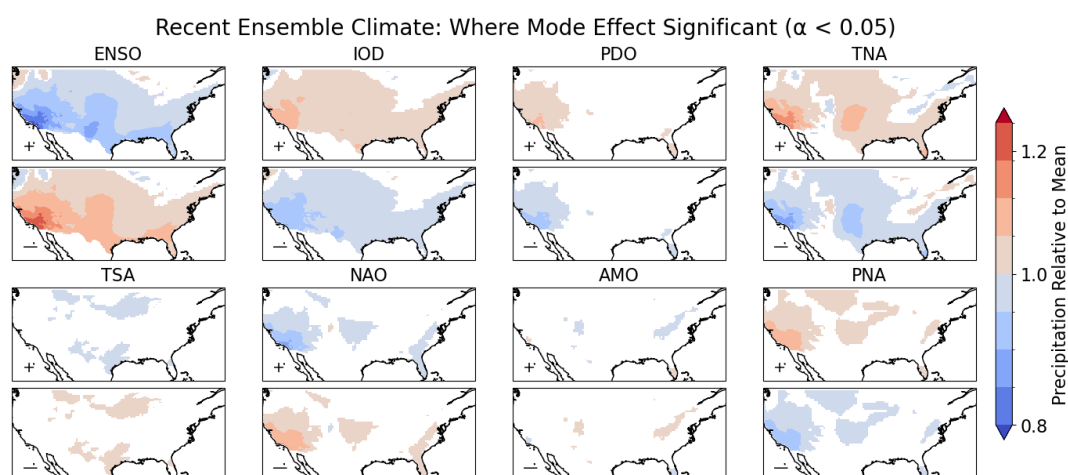 Recent Ensemble Climate: Where Mode Effect Significant (α < 0.05)
ENSO IOD PDO TNA
+ + + +
− − − −
TSA NAO AMO PNA
+ + + +
− − − −
1.2
1.0
0.8
Precipitation Relative to Mean